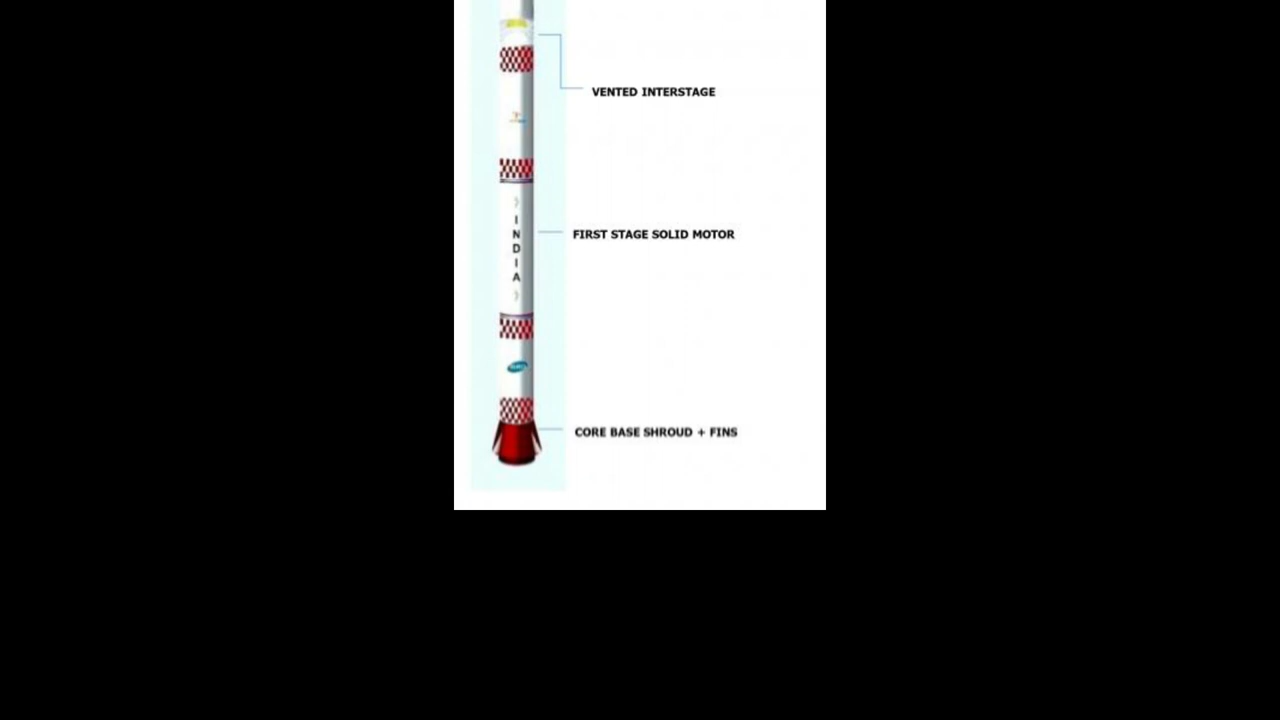 VENTED INTERSTAGE
FIRST STAGE SOLID MOTOR
INDIA
CORE BASE SHROUD + FINS